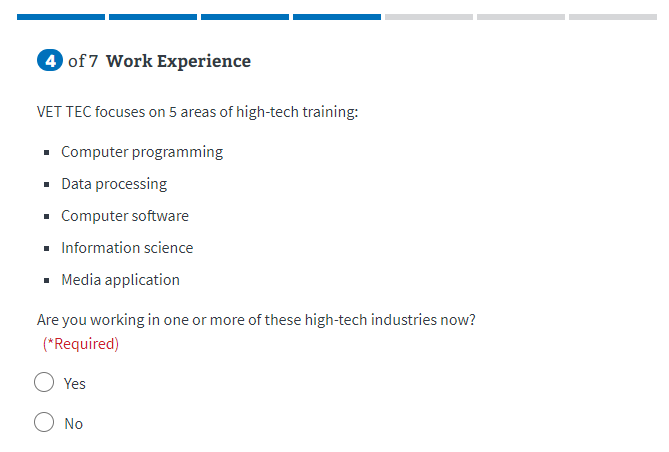 4 of 7 Work Experience
VET TEC focuses on 5 areas of high-tech training:
Computer programming
Data processing
Computer software
Information science
Media application
Are you working in one or more of these high-tech industries now?
(*Required)
Yes
No